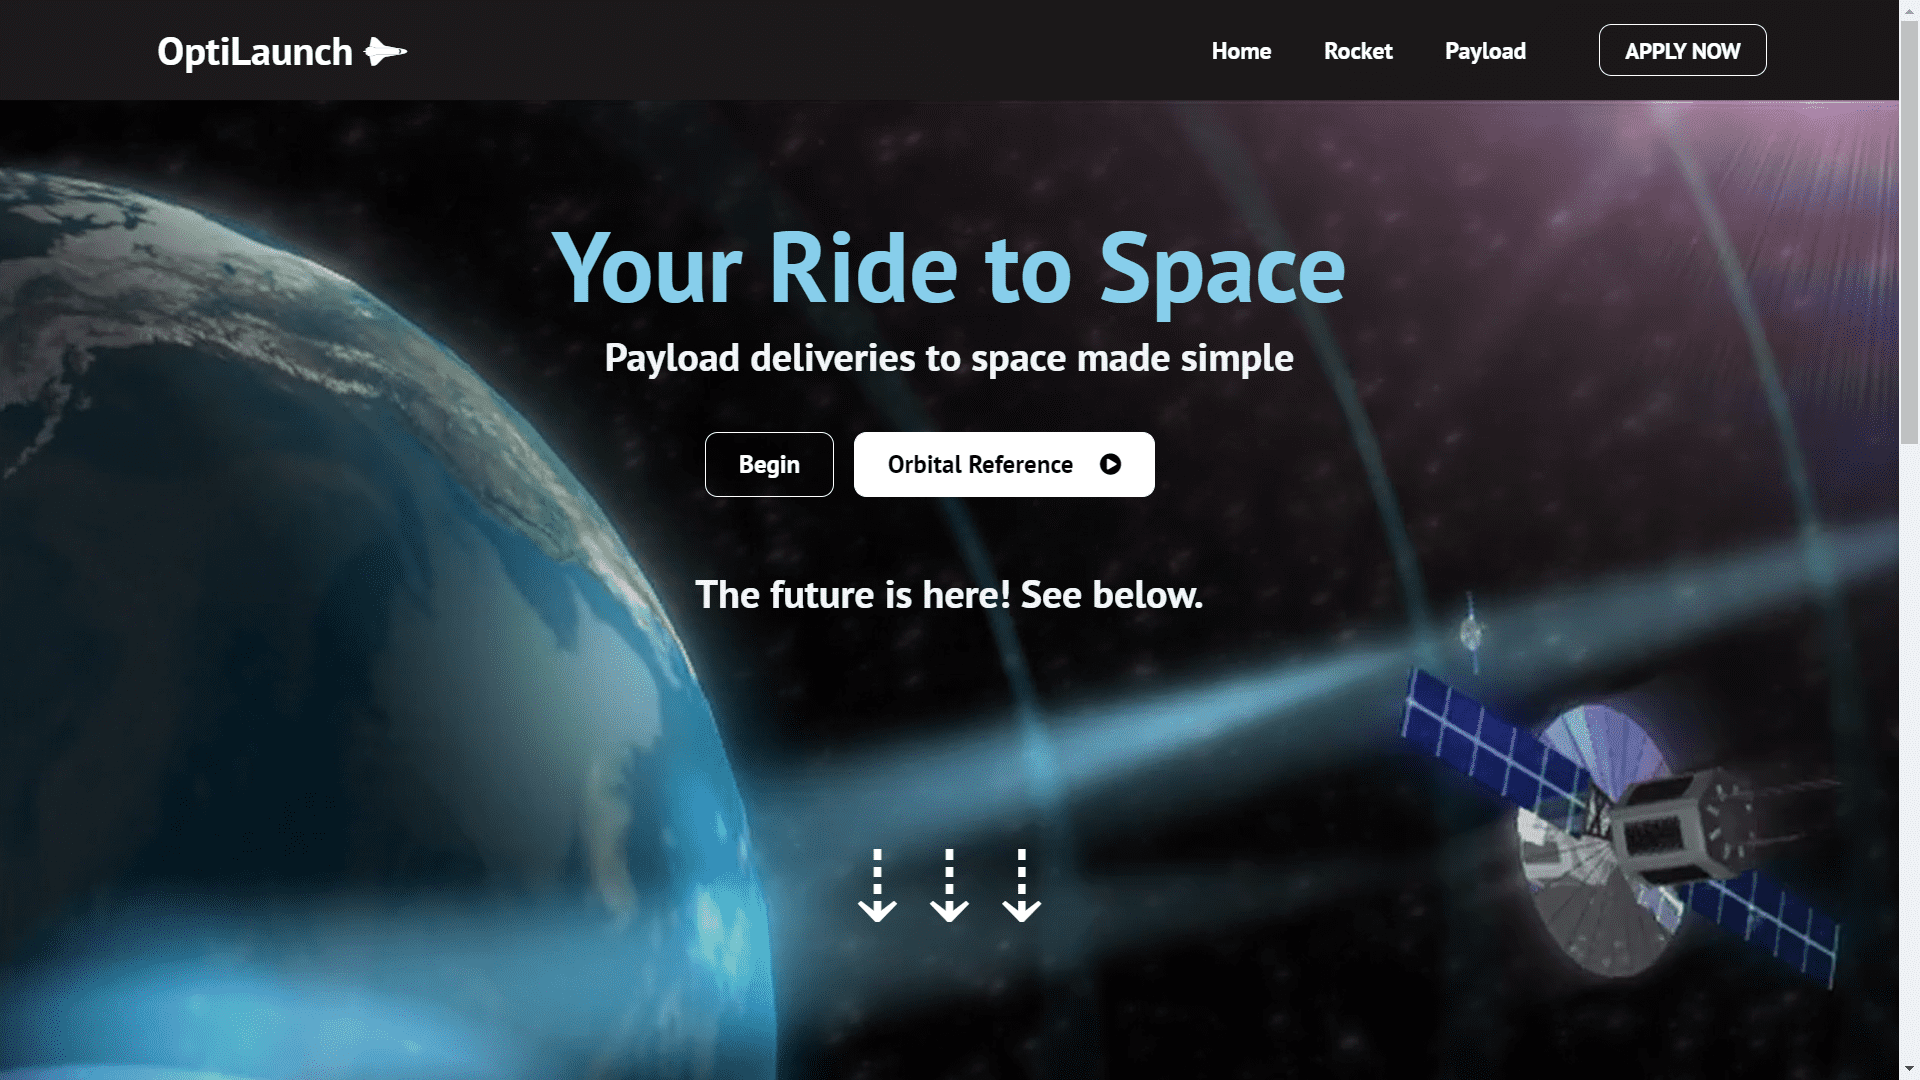 OptiLaunch
Home
Rocket
Payload
APPLY NOW
Your Ride to Space
Payload deliveries to space made simple
Begin
Orbital Reference
The future is here! See below.